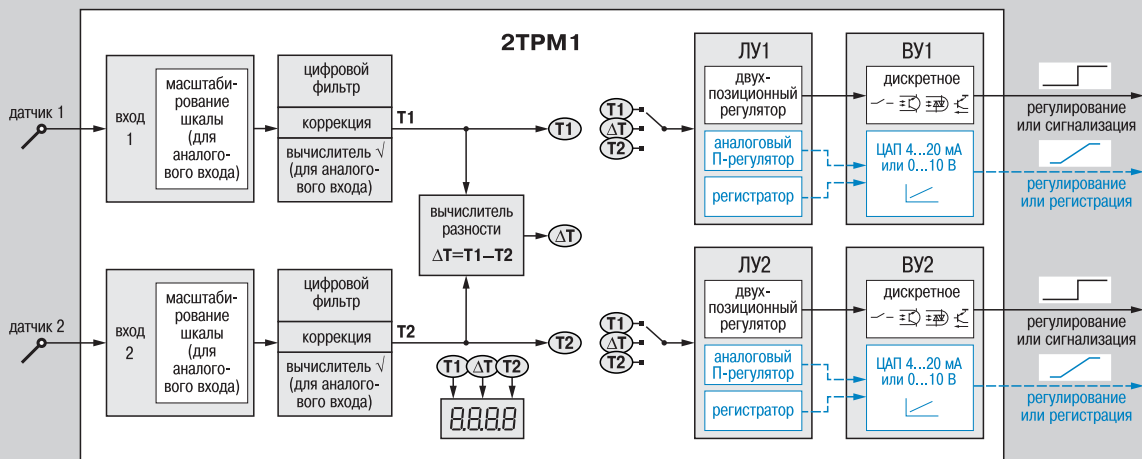 2ТРМ1
датчик 1
вход
1
масштаби-
рование
шкалы
(для
аналого-
вого входа)
цифровой
фильтр
коррекция
вычислитель √
(для аналого-
вого входа)
Т1
Т1
вычислитель
разности
ΔТ=Т1–Т2
ΔТ
Т1
ΔТ
Т2
ЛУ1
двух-
позиционный
регулятор
аналоговый
П-регулятор
регистратор
ВУ1
дискретное
ЦАП 4...20 мА
или 0...10 В
регулирование
или сигнализация
регулирование
или регистрация
датчик 2
вход
2
масштаби-
рование
шкалы
(для
аналого-
вого входа)
цифровой
фильтр
коррекция
вычислитель √
(для аналого-
вого входа)
Т2
Т2
Т1 ΔТ Т2
8.8.8.8
Т1
ΔТ
Т2
ЛУ2
двух-
позиционный
регулятор
аналоговый
П-регулятор
регистратор
ВУ2
дискретное
ЦАП 4...20 мА
или 0...10 В
регулирование
или сигнализация
регулирование
или регистрация